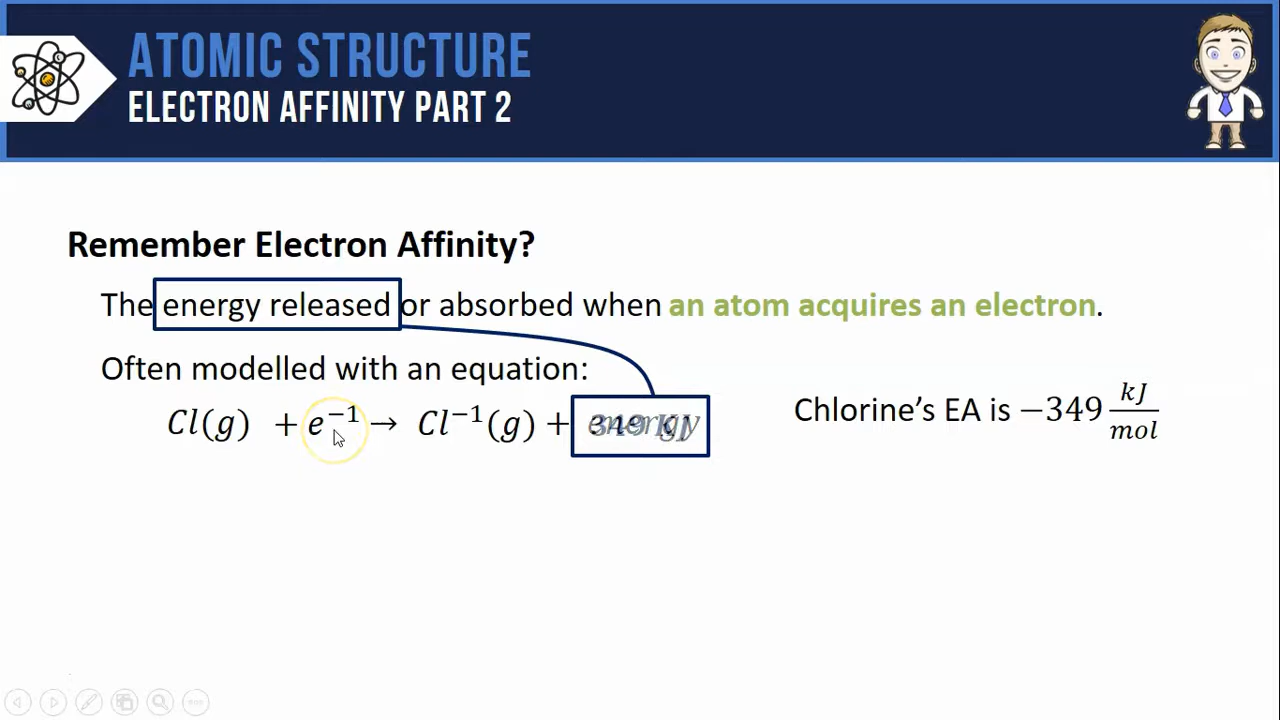 ATOMIC STRUCTURE
ELECTRON AFFINITY PART 2
Remember Electron Affinity?
The energy released or absorbed when an atom acquires an electron.
Often modelled with an equation:
Cl(g) + e⁻¹ → Cl⁻¹(g) +
Chlorine's EA is −349 kJ/mol